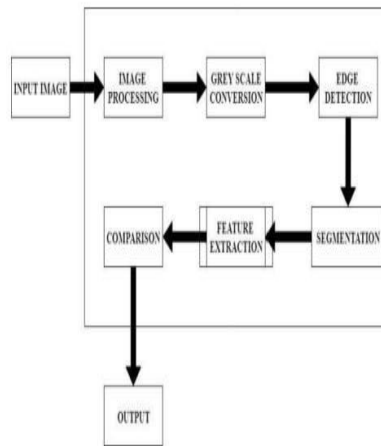 INPUT IMAGE
IMAGE
PROCESSING
GREY SCALE
CONVERSION
EDGE
DETECTION
SEGMENTATION
FEATURE
EXTRACTION
COMPARISON
OUTPUT